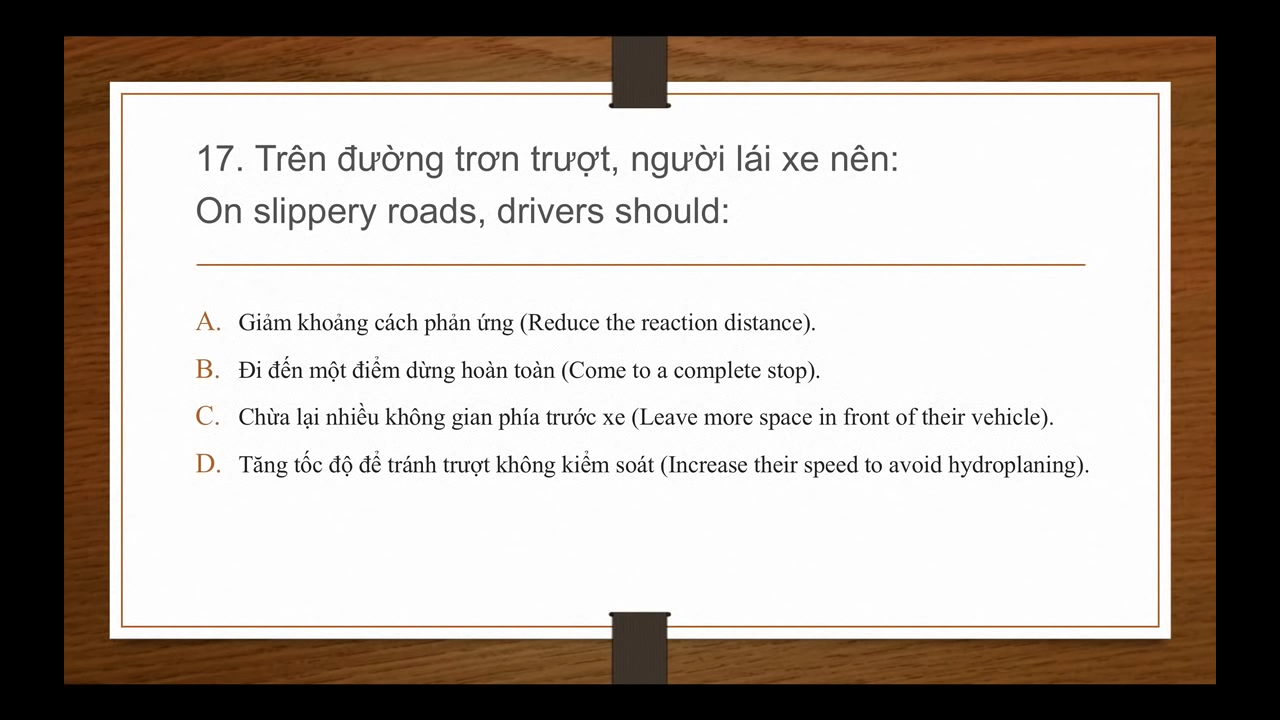 17. Trên đường trơn trượt, người lái xe nên:
On slippery roads, drivers should:
A. Giảm khoảng cách phản ứng (Reduce the reaction distance).
B. Đi đến một điểm dừng hoàn toàn (Come to a complete stop).
C. Chừa lại nhiều không gian phía trước xe (Leave more space in front of their vehicle).
D. Tăng tốc độ để tránh trượt không kiểm soát (Increase their speed to avoid hydroplaning).